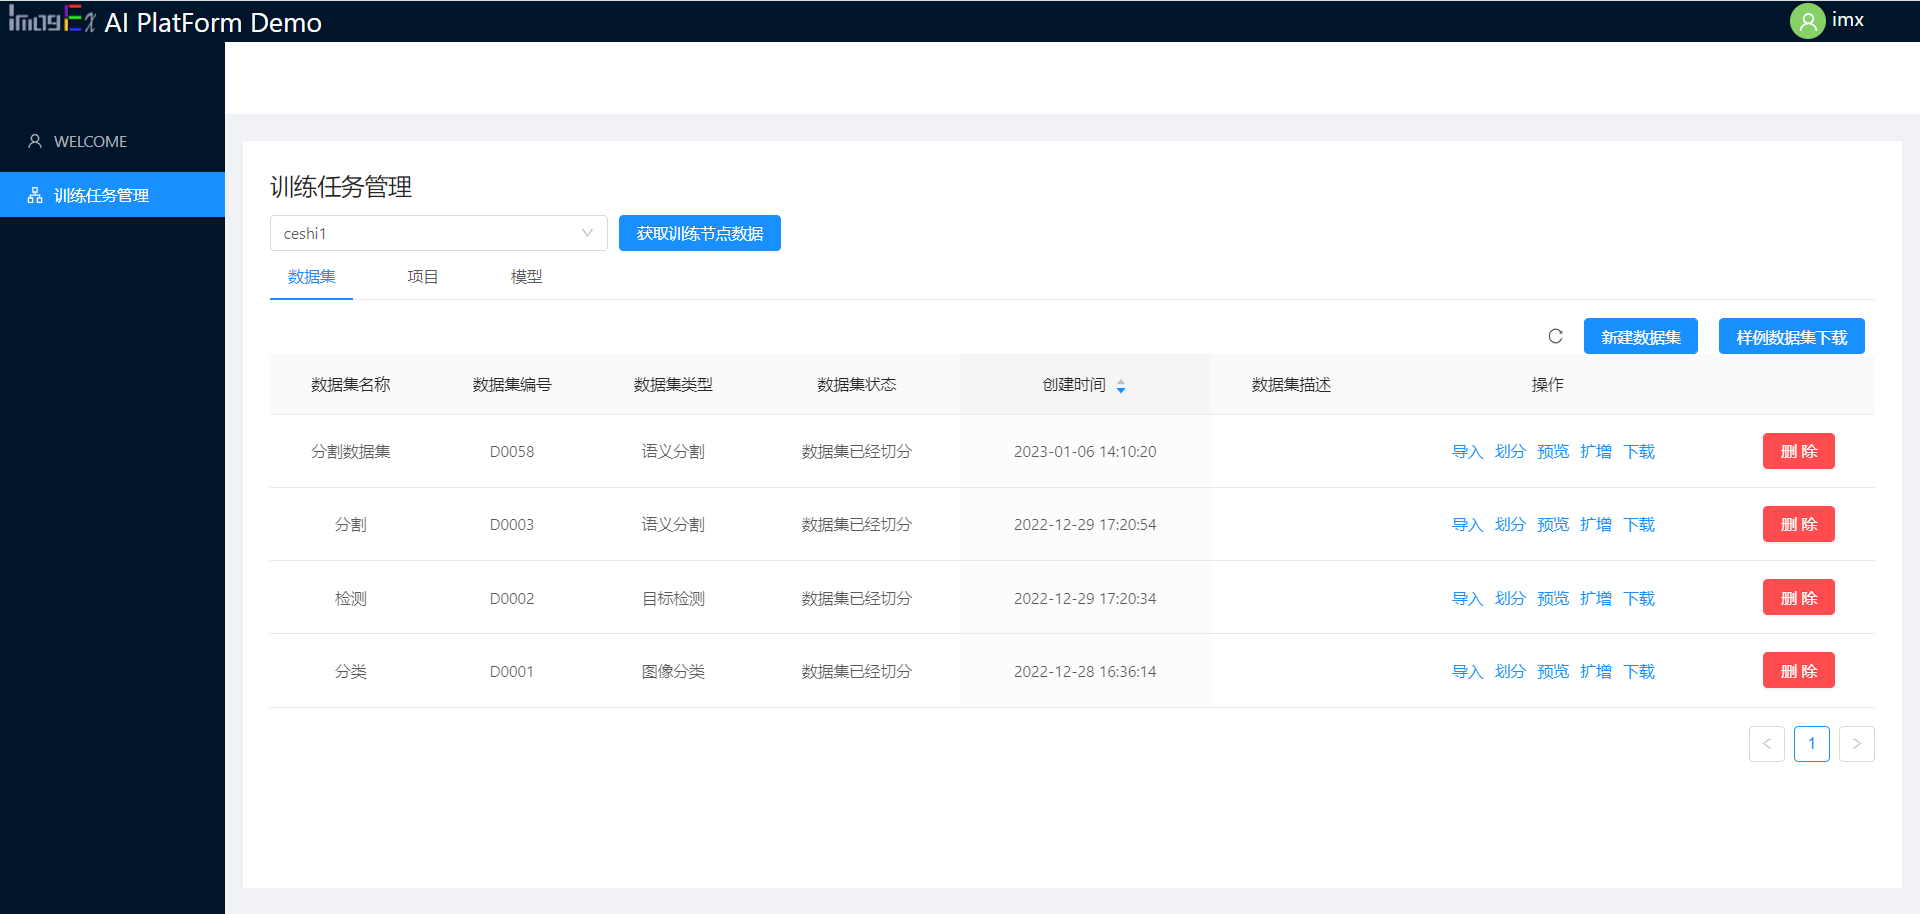 ImagEx AI PlatForm Demo
imx
WELCOME
训练任务管理
训练任务管理
ceshi1
获取训练节点数据
数据集 项目 模型
新建数据集 样例数据集下载
数据集名称 数据集编号 数据集类型 数据集状态 创建时间 数据集描述 操作
分割数据集 D0058 语义分割 数据集已经切分 2023-01-06 14:10:20 导入 划分 预览 扩增 下载 删 除
分割 D0003 语义分割 数据集已经切分 2022-12-29 17:20:54 导入 划分 预览 扩增 下载 删 除
检测 D0002 目标检测 数据集已经切分 2022-12-29 17:20:34 导入 划分 预览 扩增 下载 删 除
分类 D0001 图像分类 数据集已经切分 2022-12-28 16:36:14 导入 划分 预览 扩增 下载 删 除
< 1 >